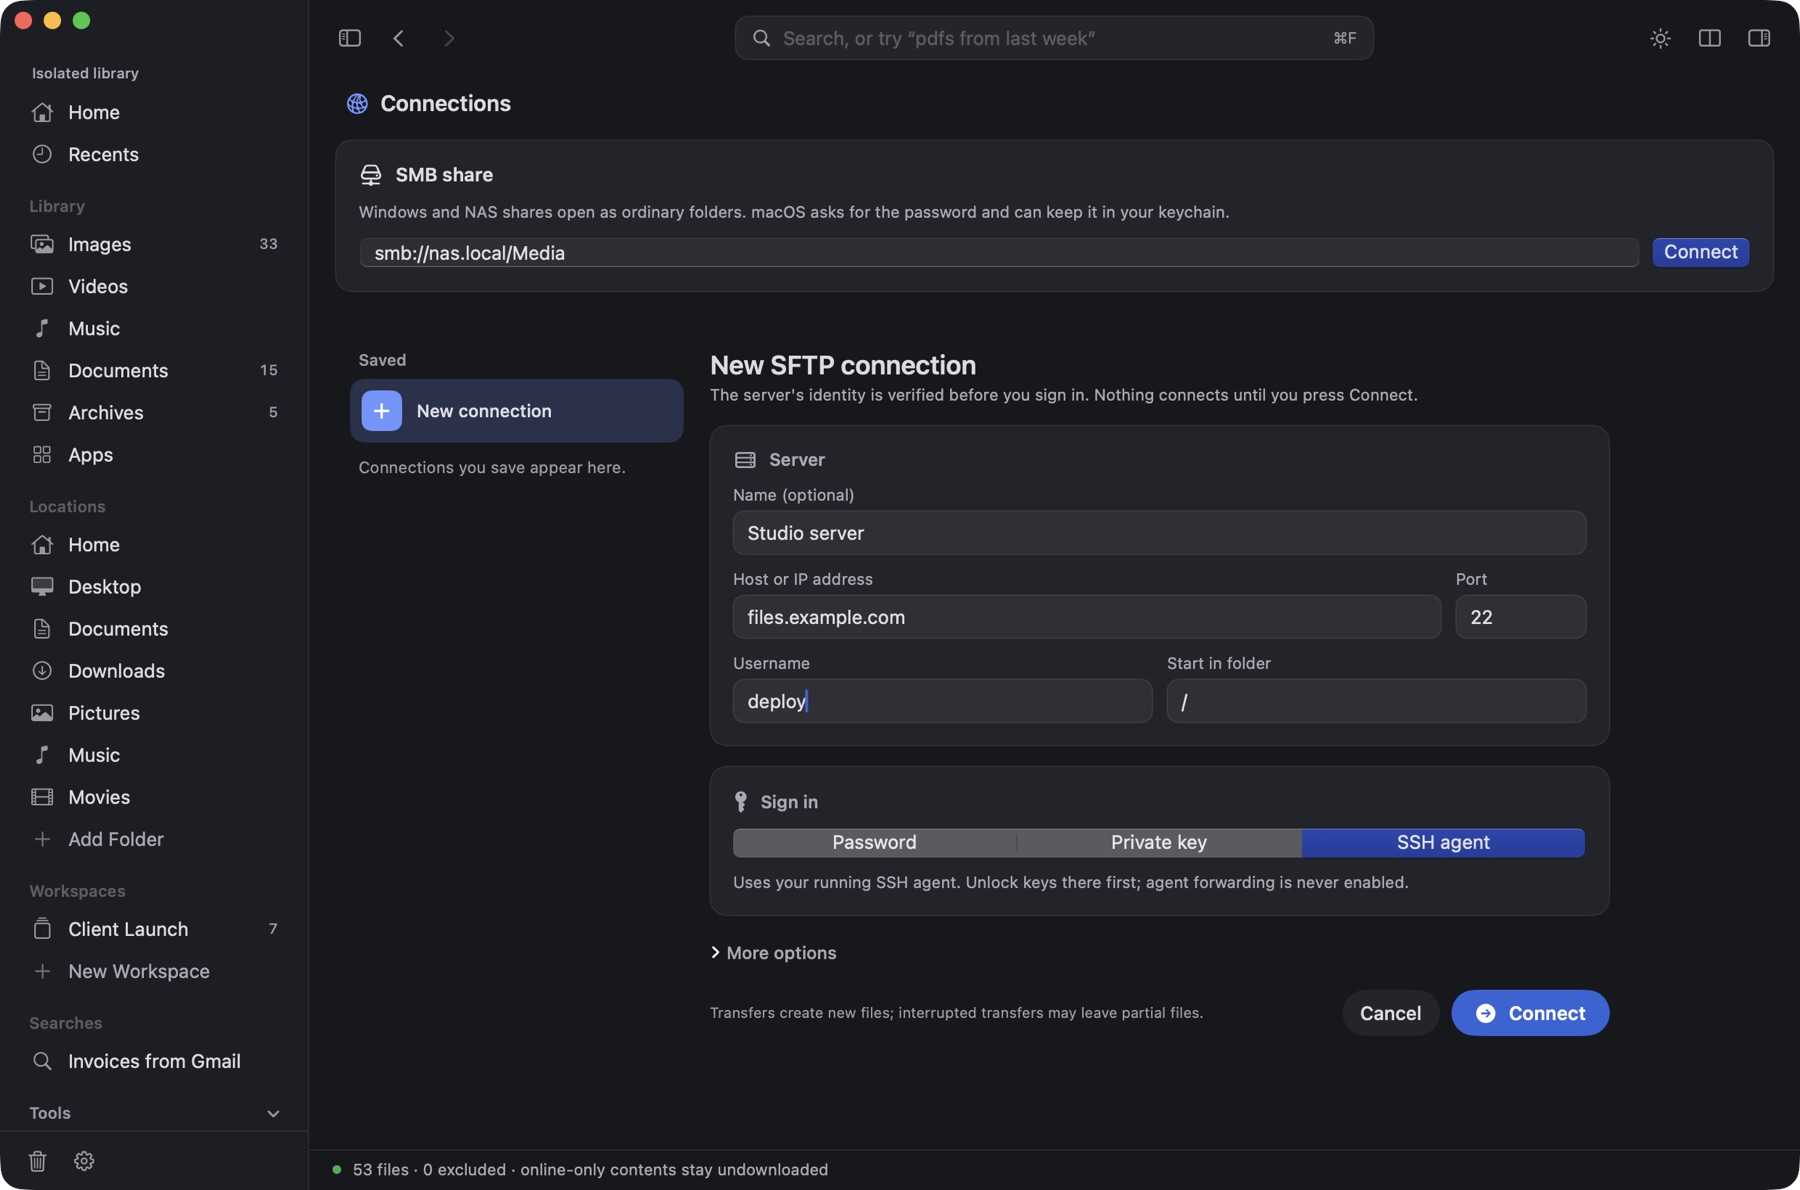 Isolated library
Home
Recents
Library
Images 33
Videos
Music
Documents 15
Archives 5
Apps
Locations
Home
Desktop
Documents
Downloads
Pictures
Music
Movies
Add Folder
Workspaces
Client Launch 7
New Workspace
Searches
Invoices from Gmail
Tools
Search, or try “pdfs from last week” ⌘F
Connections
SMB share
Windows and NAS shares open as ordinary folders. macOS asks for the password and can keep it in your keychain.
smb://nas.local/Media Connect
Saved
New connection
Connections you save appear here.
New SFTP connection
The server's identity is verified before you sign in. Nothing connects until you press Connect.
Server
Name (optional)
Studio server
Host or IP address Port
files.example.com 22
Username Start in folder
deploy /
Sign in
Password Private key SSH agent
Uses your running SSH agent. Unlock keys there first; agent forwarding is never enabled.
More options
Transfers create new files; interrupted transfers may leave partial files. Cancel Connect
53 files · 0 excluded · online-only contents stay undownloaded